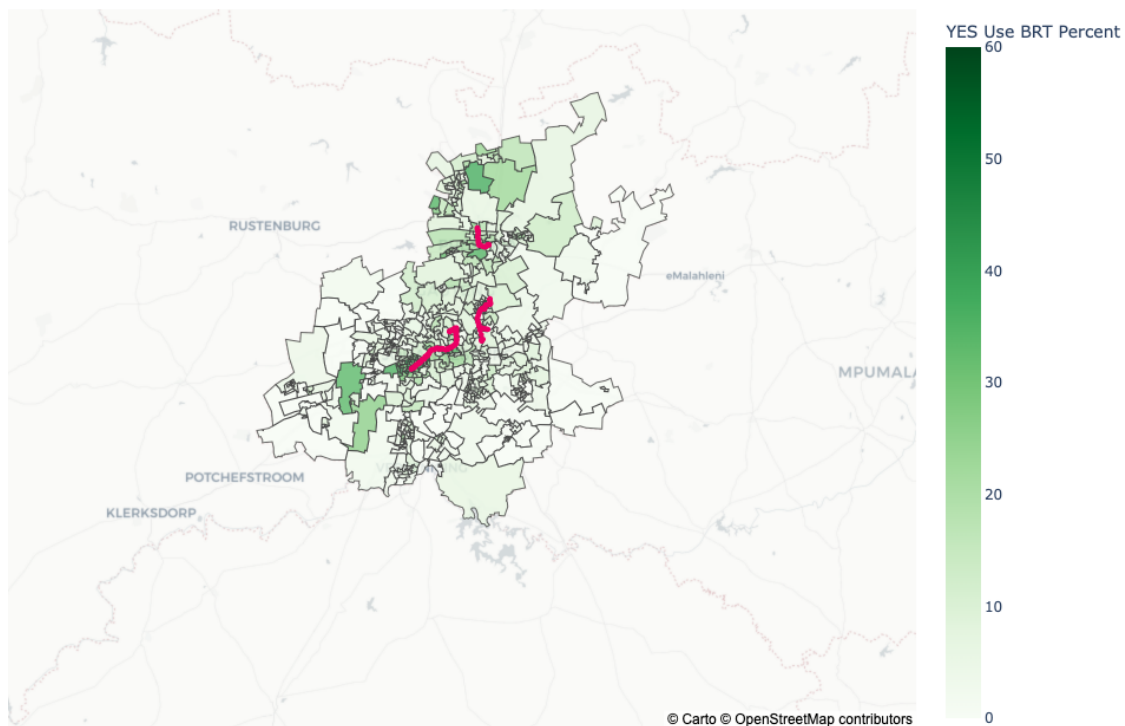 YES Use BRT Percent
60
50
40
30
20
10
0
RUSTENBURG
eMalahleni
MPUMALA
POTCHEFSTROOM
KLERKSDORP
© Carto © OpenStreetMap contributors